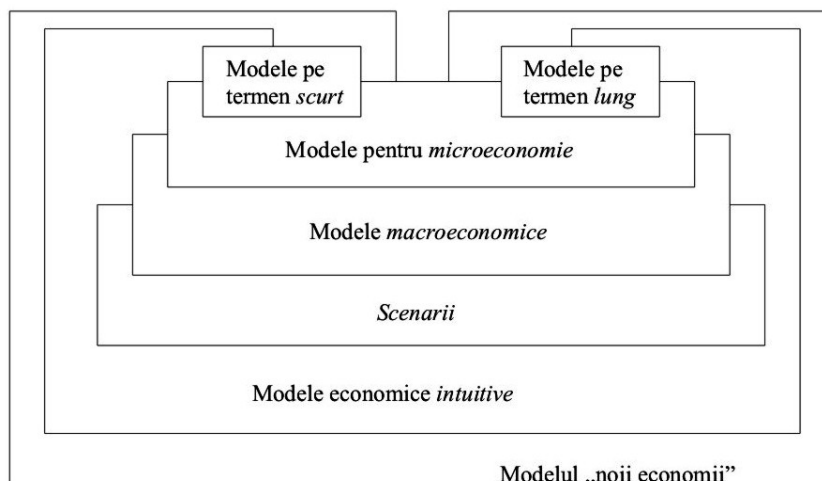 Modele pe
termen scurt
Modele pe
termen lung
Modele pentru microeconomie
Modele macroeconomice
Scenarii
Modele economice intuitive
Modelul „noii economii”